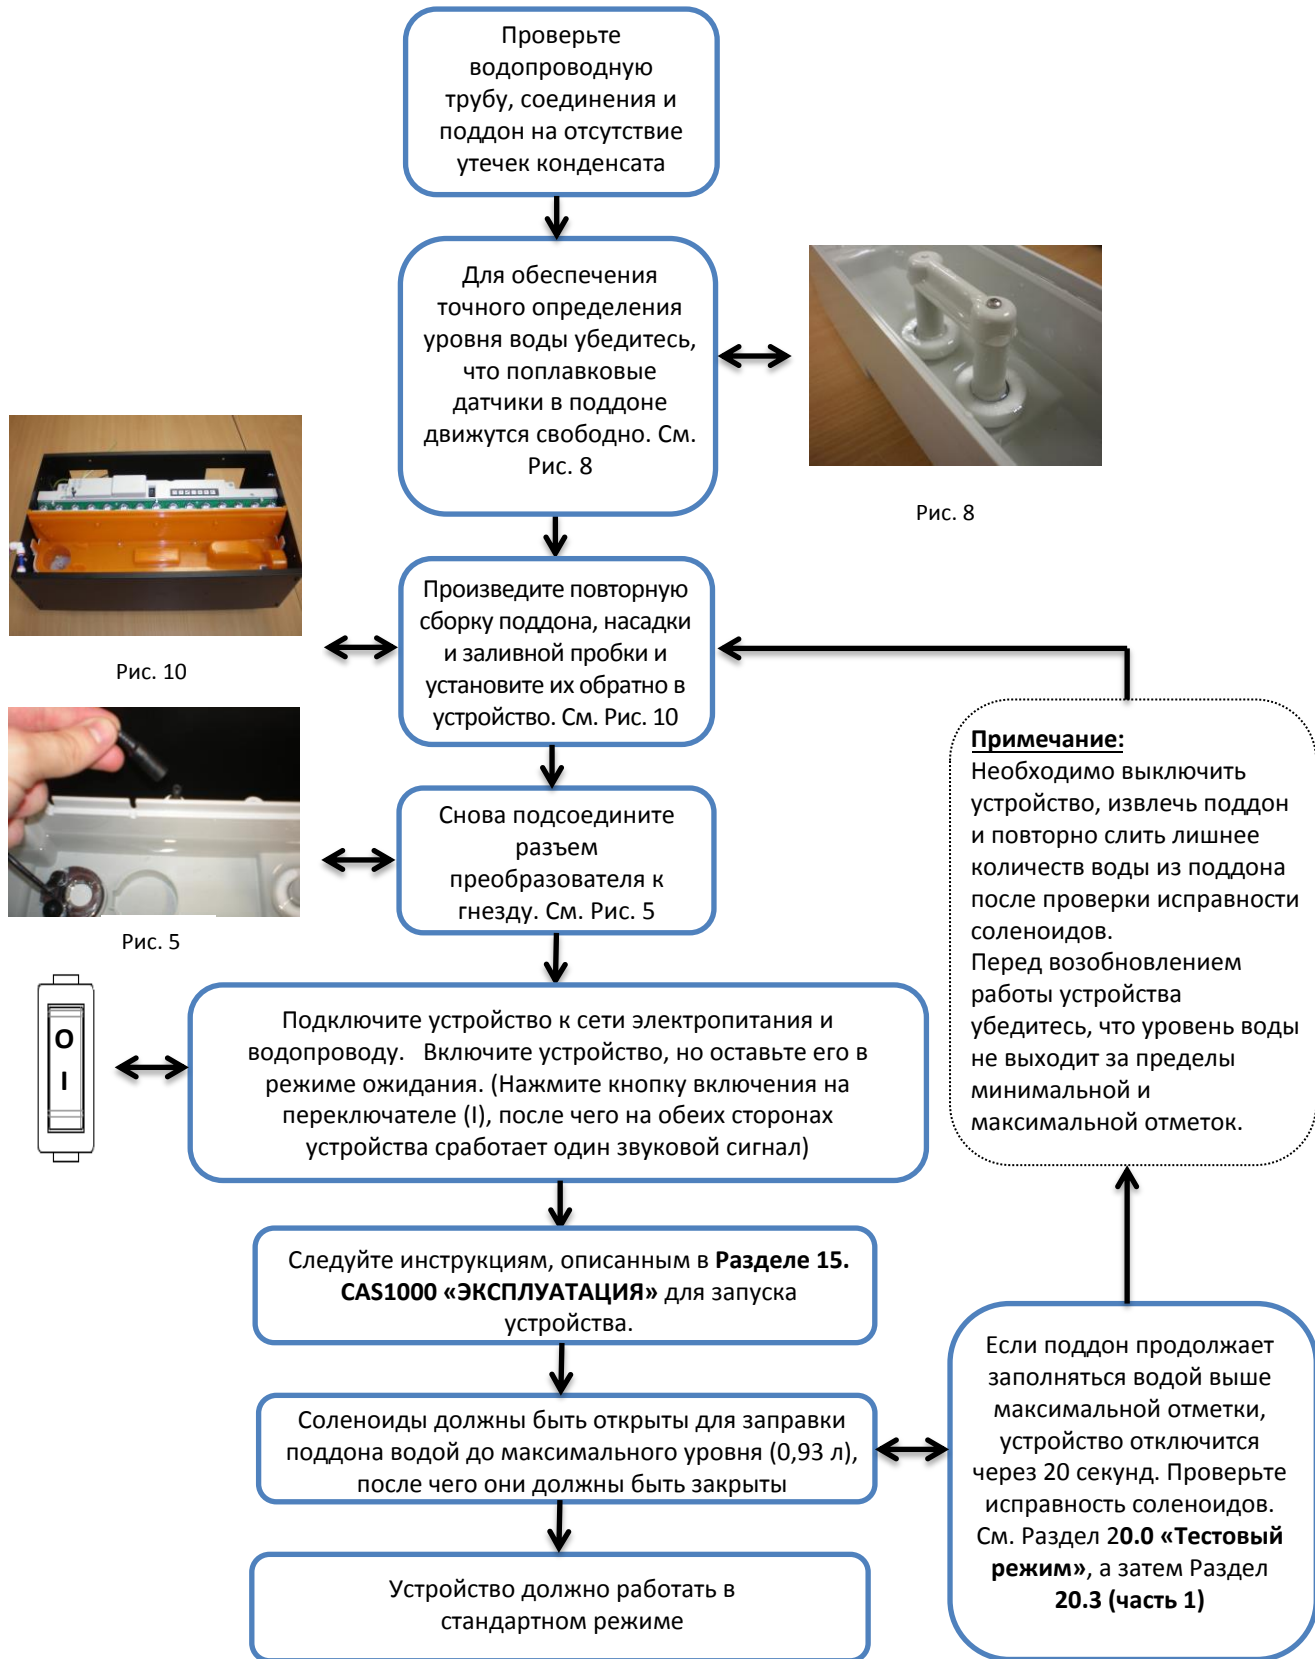 Проверьте
водопроводную
трубу, соединения и
поддон на отсутствие
утечек конденсата
Для обеспечения
точного определения
уровня воды убедитесь,
что поплавковые
датчики в поддоне
движутся свободно. См.
Рис. 8
Рис. 8
Произведите повторную
сборку поддона, насадки
и заливной пробки и
установите их обратно в
устройство. См. Рис. 10
Рис. 10
Снова подсоедините
разъем
преобразователя к
гнезду. См. Рис. 5
Рис. 5
O
I
Подключите устройство к сети электропитания и
водопроводу. Включите устройство, но оставьте его в
режиме ожидания. (Нажмите кнопку включения на
переключателе (I), после чего на обеих сторонах
устройства сработает один звуковой сигнал)
Следуйте инструкциям, описанным в Разделе 15.
CAS1000 «ЭКСПЛУАТАЦИЯ» для запуска
устройства.
Соленоиды должны быть открыты для заправки
поддона водой до максимального уровня (0,93 л),
после чего они должны быть закрыты
Устройство должно работать в
стандартном режиме
Если поддон продолжает
заполняться водой выше
максимальной отметки,
устройство отключится
через 20 секунд. Проверьте
исправность соленоидов.
См. Раздел 20.0 «Тестовый
режим», а затем Раздел
20.3 (часть 1)
Примечание:
Необходимо выключить
устройство, извлечь поддон
и повторно слить лишнее
количеств воды из поддона
после проверки исправности
соленоидов.
Перед возобновлением
работы устройства
убедитесь, что уровень воды
не выходит за пределы
минимальной и
максимальной отметок.